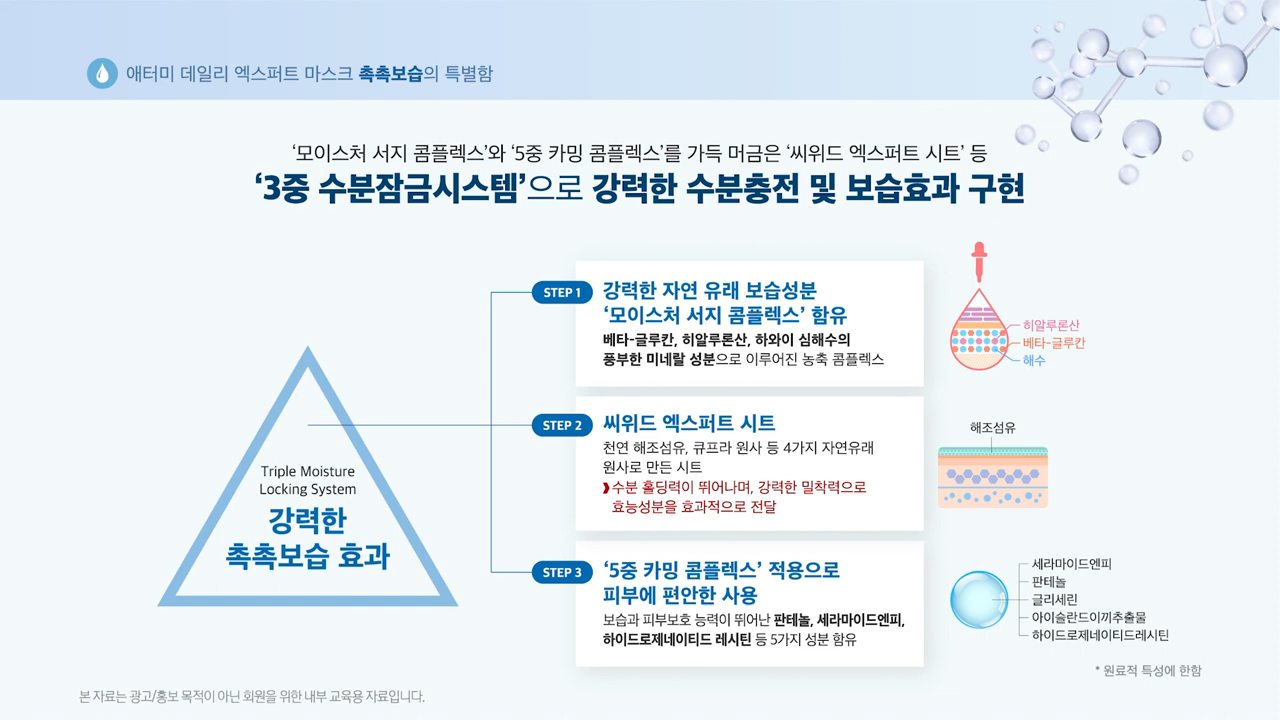 애터미 데일리 엑스퍼트 마스크 촉촉보습의 특별함
‘모이스처 서지 콤플렉스’와 ‘5중 카밍 콤플렉스’를 가득 머금은 ‘씨위드 엑스퍼트 시트’ 등
‘3중 수분잠금시스템’으로 강력한 수분충전 및 보습효과 구현
Triple Moisture
Locking System
강력한
촉촉보습 효과
STEP 1
강력한 자연 유래 보습성분
‘모이스처 서지 콤플렉스’ 함유
베타-글루칸, 히알루론산, 하와이 심해수의
풍부한 미네랄 성분으로 이루어진 농축 콤플렉스
히알루론산
베타-글루칸
해수
STEP 2
씨위드 엑스퍼트 시트
천연 해조섬유, 큐프라 원사 등 4가지 자연유래
원사로 만든 시트
수분 홀딩력이 뛰어나며, 강력한 밀착력으로
효능성분을 효과적으로 전달
해조섬유
STEP 3
‘5중 카밍 콤플렉스’ 적용으로
피부에 편안한 사용
보습과 피부보호 능력이 뛰어난 판테놀, 세라마이드엔피,
하이드로제네이티드 레시틴 등 5가지 성분 함유
세라마이드엔피
판테놀
글리세린
아이슬란드이끼추출물
하이드로제네이티드레시틴
* 원료적 특성에 한함
본 자료는 광고/홍보 목적이 아닌 회원을 위한 내부 교육용 자료입니다.